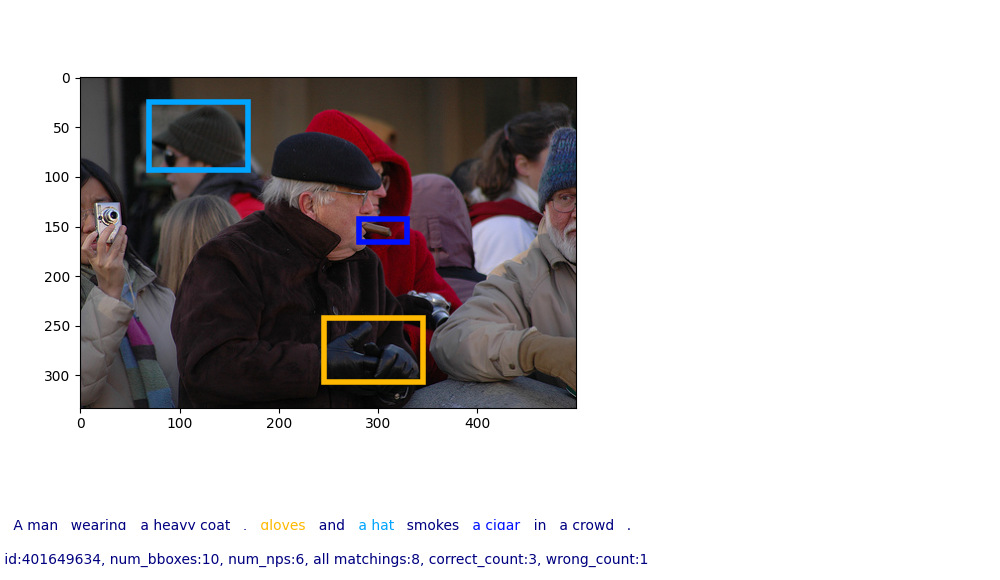 0
50
100
150
200
250
300
0 100 200 300 400
A man wearing a heavy coat . gloves and a hat smokes a cigar in a crowd .
id:401649634, num_bboxes:10, num_nps:6, all matchings:8, correct_count:3, wrong_count:1